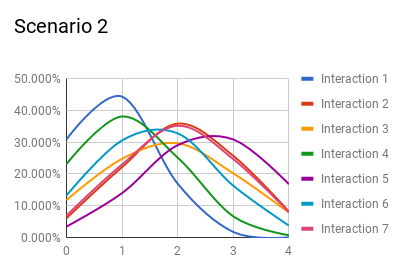 Scenario 2
50.000%
40.000%
30.000%
20.000%
10.000%
0.000%
0 1 2 3 4
Interaction 1
Interaction 2
Interaction 3
Interaction 4
Interaction 5
Interaction 6
Interaction 7